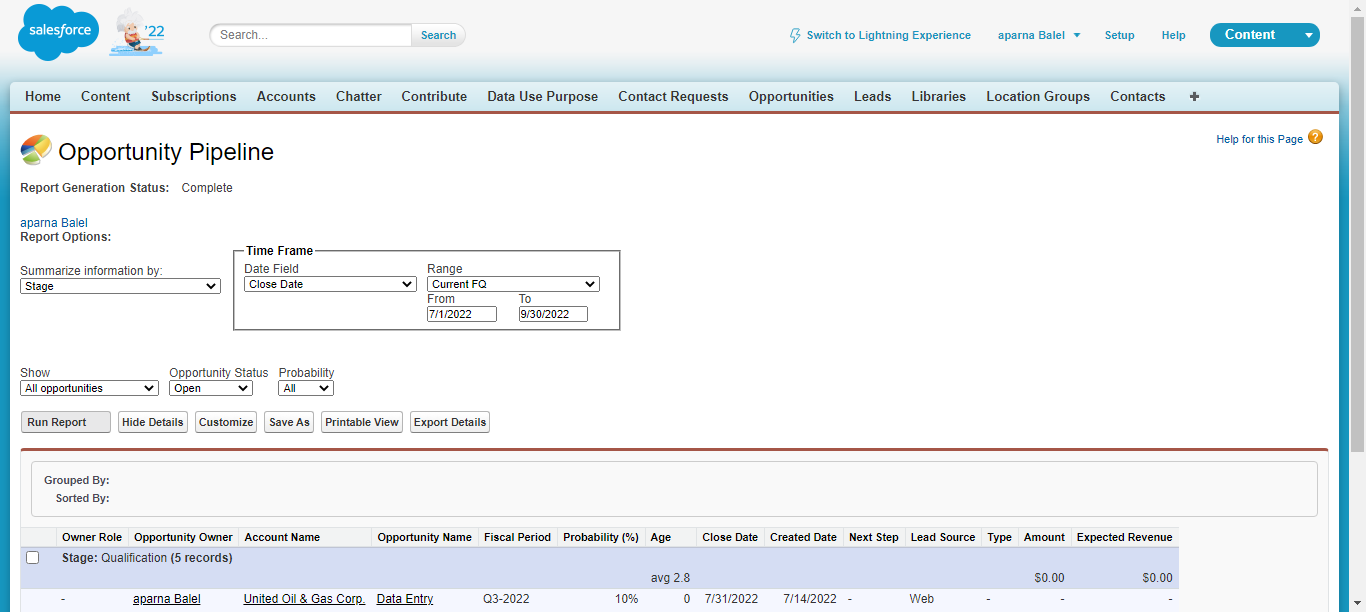 salesforce
'22
Search...
Search
Switch to Lightning Experience
aparna Balel
Setup
Help
Content
Home Content Subscriptions Accounts Chatter Contribute Data Use Purpose Contact Requests Opportunities Leads Libraries Location Groups Contacts +
Opportunity Pipeline
Help for this Page ?
Report Generation Status: Complete
aparna Balel
Report Options:
Time Frame
Summarize information by:
Stage
Date Field
Close Date
Range
Current FQ
From To
7/1/2022 9/30/2022
Show Opportunity Status Probability
All opportunities Open All
Run Report Hide Details Customize Save As Printable View Export Details
Grouped By:
Sorted By:
Owner Role Opportunity Owner Account Name Opportunity Name Fiscal Period Probability (%) Age Close Date Created Date Next Step Lead Source Type Amount Expected Revenue
Stage: Qualification (5 records)
avg 2.8 $0.00 $0.00
- aparna Balel United Oil & Gas Corp. Data Entry Q3-2022 10% 0 7/31/2022 7/14/2022 - Web - - -